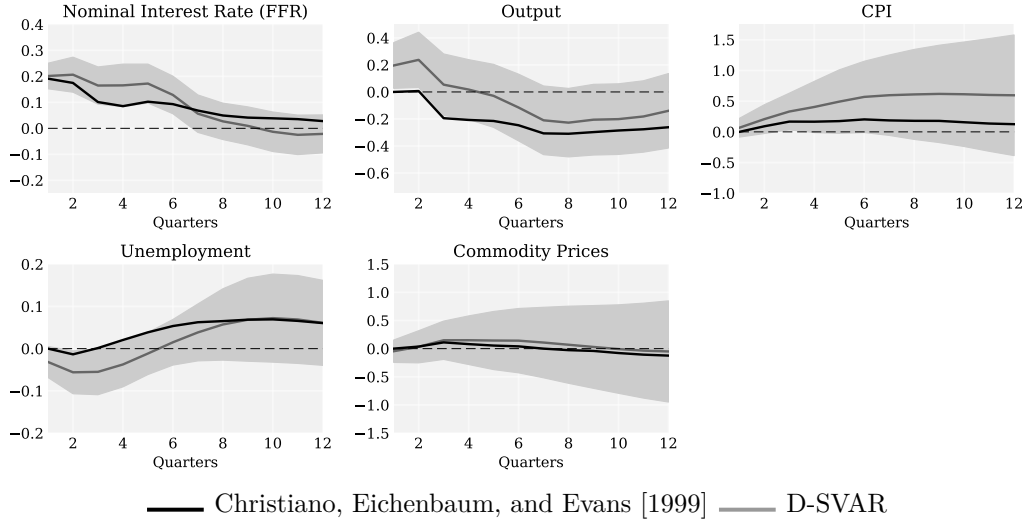 Nominal Interest Rate (FFR)
0.4
0.3
0.2
0.1
0.0
−0.1
−0.2
2 4 6 8 10 12
Quarters
Output
0.4
0.2
0.0
−0.2
−0.4
−0.6
2 4 6 8 10 12
Quarters
CPI
1.5
1.0
0.5
0.0
−0.5
−1.0
2 4 6 8 10 12
Quarters
Unemployment
0.2
0.1
0.0
−0.1
−0.2
2 4 6 8 10 12
Quarters
Commodity Prices
1.5
1.0
0.5
0.0
−0.5
−1.0
−1.5
2 4 6 8 10 12
Quarters
Christiano, Eichenbaum, and Evans [1999] D-SVAR